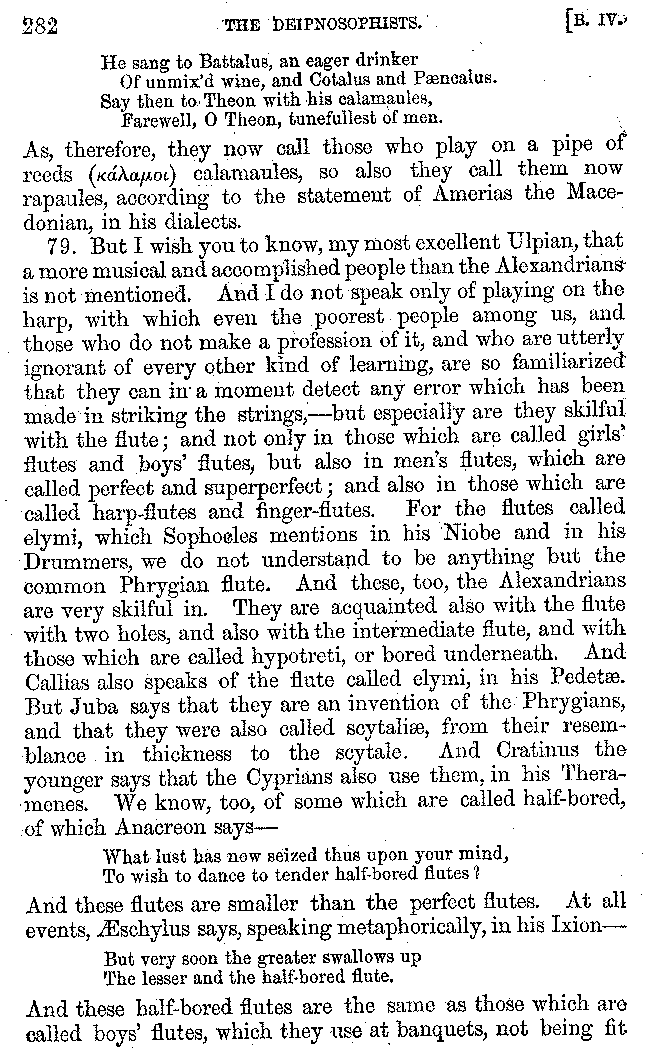 282 THE DEIPNOSOPHISTS. [B. IV.
He sang to Battalus, an eager drinker
Of unmix'd wine, and Cotalus and Pæncalus.
Say then to Theon with his calamaules,
Farewell, O Theon, tunefullest of men.
As, therefore, they now call those who play on a pipe of
reeds (κάλαμοι) calamaules, so also they call them now
rapaules, according to the statement of Amerias the Mace-
donian, in his dialects.
79. But I wish you to know, my most excellent Ulpian, that
a more musical and accomplished people than the Alexandrians
is not mentioned. And I do not speak only of playing on the
harp, with which even the poorest people among us, and
those who do not make a profession of it, and who are utterly
ignorant of every other kind of learning, are so familiarized
that they can in a moment detect any error which has been
made in striking the strings,—but especially are they skilful
with the flute; and not only in those which are called girls'
flutes and boys' flutes, but also in men's flutes, which are
called perfect and superperfect; and also in those which are
called harp-flutes and finger-flutes. For the flutes called
elymi, which Sophocles mentions in his Niobe and in his
Drummers, we do not understand to be anything but the
common Phrygian flute. And these, too, the Alexandrians
are very skilful in. They are acquainted also with the flute
with two holes, and also with the intermediate flute, and with
those which are called hypotreti, or bored underneath. And
Callias also speaks of the flute called elymi, in his Pedetæ.
But Juba says that they are an invention of the Phrygians,
and that they were also called scytaliæ, from their resem-
blance in thickness to the scytale. And Cratinus the
younger says that the Cyprians also use them, in his Thera-
menes. We know, too, of some which are called half-bored,
of which Anacreon says—
What lust has now seized thus upon your mind,
To wish to dance to tender half-bored flutes?
And these flutes are smaller than the perfect flutes. At all
events, Æschylus says, speaking metaphorically, in his Ixion—
But very soon the greater swallows up
The lesser and the half-bored flute.
And these half-bored flutes are the same as those which are
called boys' flutes, which they use at banquets, not being fit